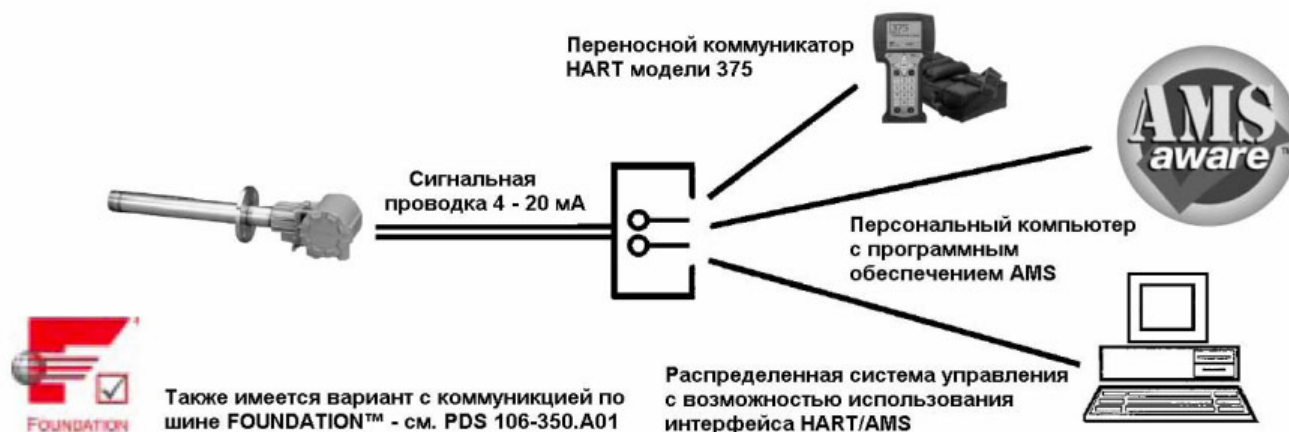 Переносной коммуникатор
HART модели 375
375
AMS
aware
TM
Сигнальная
проводка 4 - 20 мА
Персональный компьютер
с программным
обеспечением AMS
FOUNDATION
Также имеется вариант с коммуникцией по
шине FOUNDATION™ - см. PDS 106-350.A01
Распределенная система управления
с возможностью использования
интерфейса HART/AMS